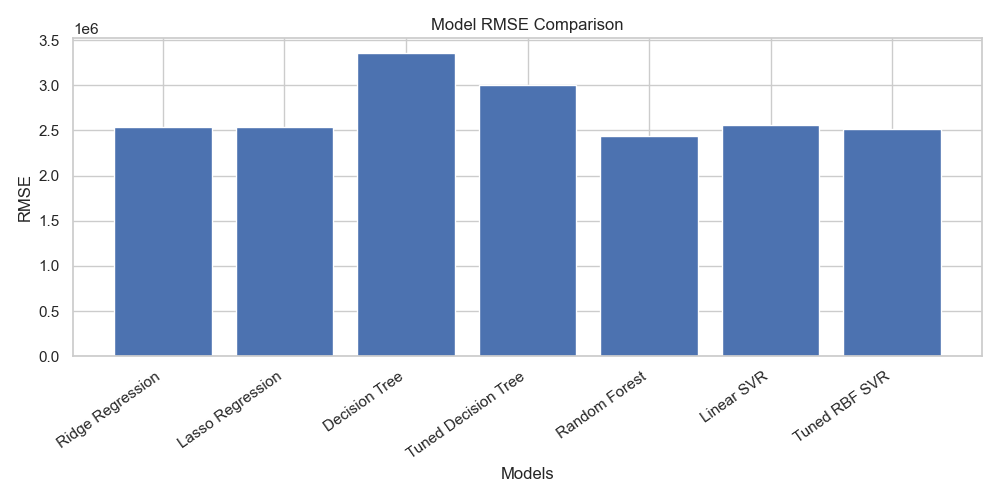 Model RMSE Comparison
1e6
3.5
3.0
2.5
2.0
1.5
1.0
0.5
0.0
RMSE
Ridge Regression
Lasso Regression
Decision Tree
Tuned Decision Tree
Random Forest
Linear SVR
Tuned RBF SVR
Models